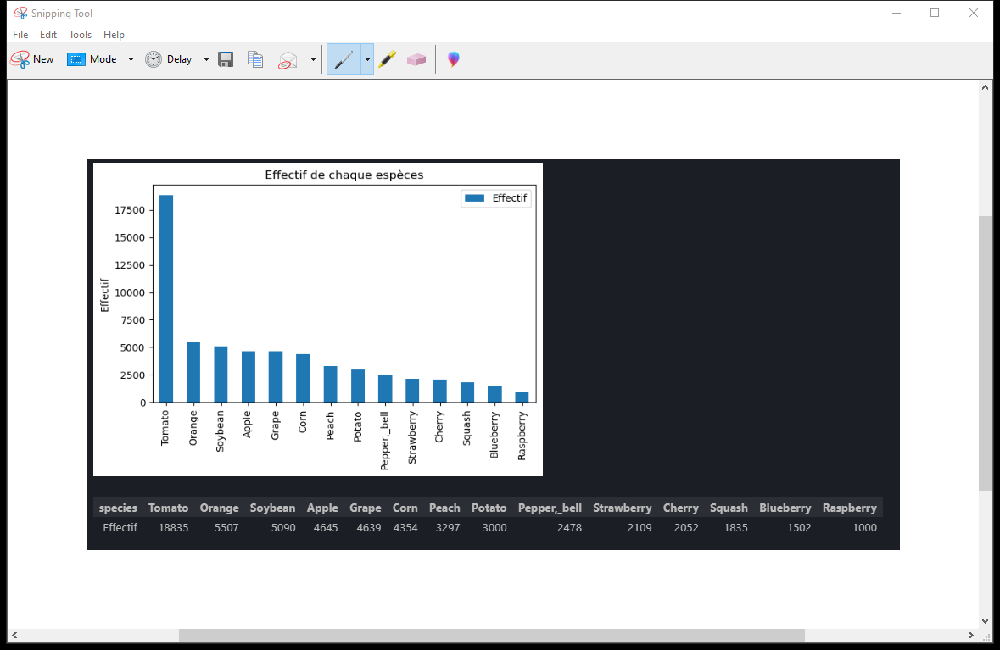 Snipping Tool
File Edit Tools Help
New Mode Delay
Effectif de chaque espèces
Effectif
17500
15000
12500
10000
7500
5000
2500
0
Effectif
Tomato Orange Soybean Apple Grape Corn Peach Potato Pepper,_bell Strawberry Cherry Squash Blueberry Raspberry
species Tomato Orange Soybean Apple Grape Corn Peach Potato Pepper,_bell Strawberry Cherry Squash Blueberry Raspberry
Effectif 18835 5507 5090 4645 4639 4354 3297 3000 2478 2109 2052 1835 1502 1000